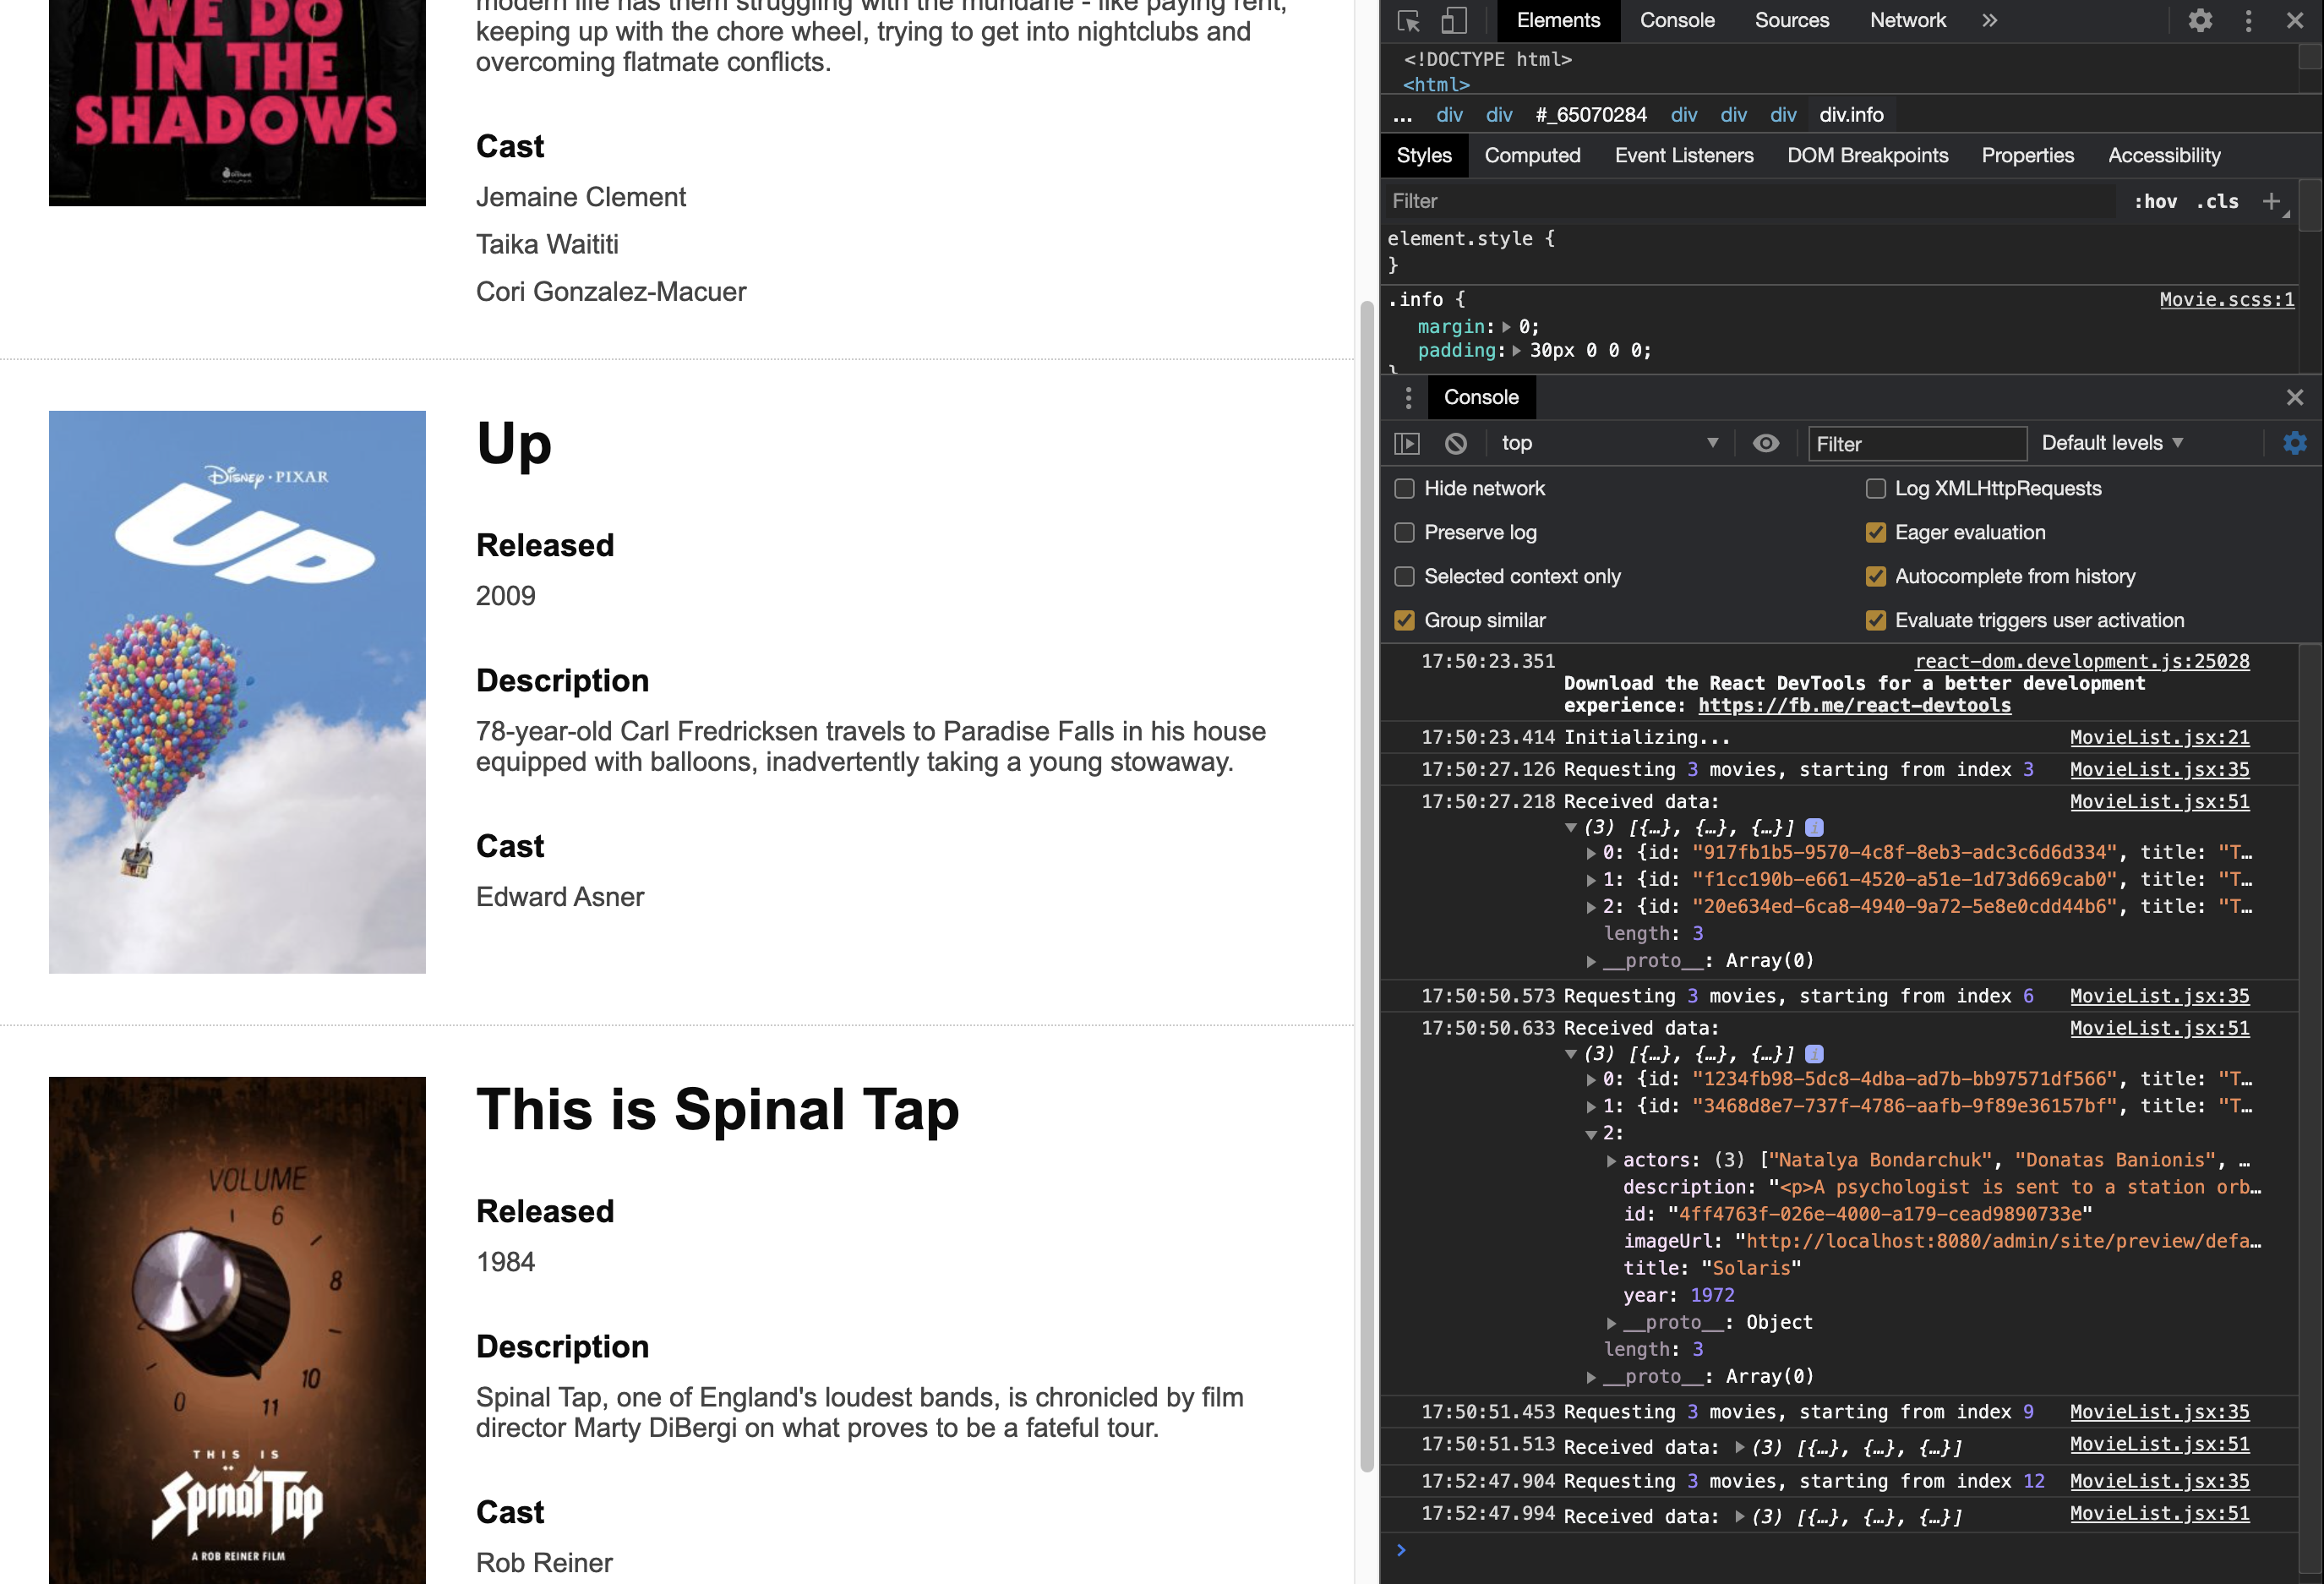 WE DO
IN THE
SHADOWS
modern life has them struggling with the mundane - like paying rent,
keeping up with the chore wheel, trying to get into nightclubs and
overcoming flatmate conflicts.
Cast
Jemaine Clement
Taika Waititi
Cori Gonzalez-Macuer
DISNEY · PIXAR
UP
Up
Released
2009
Description
78-year-old Carl Fredricksen travels to Paradise Falls in his house
equipped with balloons, inadvertently taking a young stowaway.
Cast
Edward Asner
VOLUME
6
8
10
11
0
THIS IS
Spın̈al Tap
A ROB REINER FILM
This is Spinal Tap
Released
1984
Description
Spinal Tap, one of England's loudest bands, is chronicled by film
director Marty DiBergi on what proves to be a fateful tour.
Cast
Rob Reiner
Elements Console Sources Network »
<!DOCTYPE html>
<html>
... div div #_65070284 div div div div.info
Styles Computed Event Listeners DOM Breakpoints Properties Accessibility
Filter :hov .cls +
element.style {
}
.info { Movie.scss:1
margin: 0;
padding: 30px 0 0 0;
}
Console
top Filter Default levels
Hide network Log XMLHttpRequests
Preserve log Eager evaluation
Selected context only Autocomplete from history
Group similar Evaluate triggers user activation
17:50:23.351 react-dom.development.js:25028
Download the React DevTools for a better development
experience: https://fb.me/react-devtools
17:50:23.414 Initializing... MovieList.jsx:21
17:50:27.126 Requesting 3 movies, starting from index 3 MovieList.jsx:35
17:50:27.218 Received data: MovieList.jsx:51
(3) [{…}, {…}, {…}] i
0: {id: "917fb1b5-9570-4c8f-8eb3-adc3c6d6d334", title: "T…
1: {id: "f1cc190b-e661-4520-a51e-1d73d669cab0", title: "T…
2: {id: "20e634ed-6ca8-4940-9a72-5e8e0cdd44b6", title: "T…
length: 3
__proto__: Array(0)
17:50:50.573 Requesting 3 movies, starting from index 6 MovieList.jsx:35
17:50:50.633 Received data: MovieList.jsx:51
(3) [{…}, {…}, {…}] i
0: {id: "1234fb98-5dc8-4dba-ad7b-bb97571df566", title: "T…
1: {id: "3468d8e7-737f-4786-aafb-9f89e36157bf", title: "T…
2:
actors: (3) ["Natalya Bondarchuk", "Donatas Banionis", …
description: "<p>A psychologist is sent to a station orb…
id: "4ff4763f-026e-4000-a179-cead9890733e"
imageUrl: "http://localhost:8080/admin/site/preview/defa…
title: "Solaris"
year: 1972
__proto__: Object
length: 3
__proto__: Array(0)
17:50:51.453 Requesting 3 movies, starting from index 9 MovieList.jsx:35
17:50:51.513 Received data: (3) [{…}, {…}, {…}] MovieList.jsx:51
17:52:47.904 Requesting 3 movies, starting from index 12 MovieList.jsx:35
17:52:47.994 Received data: (3) [{…}, {…}, {…}] MovieList.jsx:51